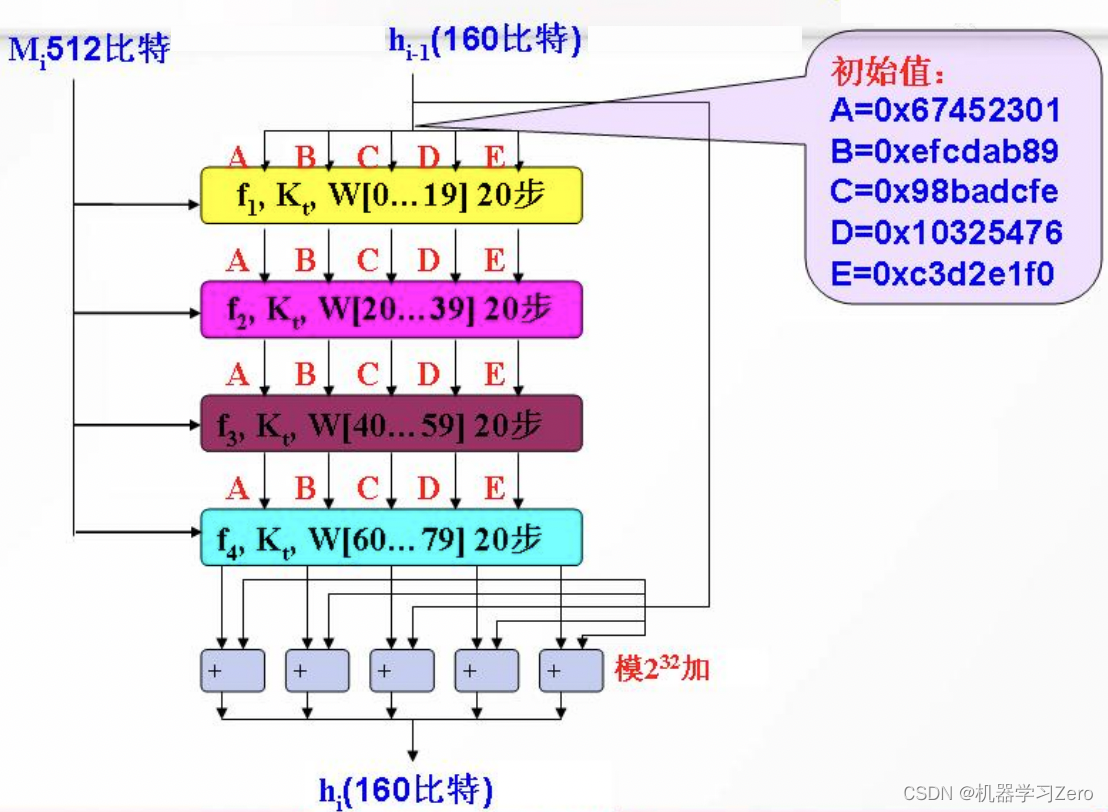 M_i512比特
h_{i-1}(160比特)
初始值：
A=0x67452301
B=0xefcdab89
C=0x98badcfe
D=0x10325476
E=0xc3d2e1f0
A B C D E
f_1, K_t, W[0…19] 20步
A B C D E
f_2, K_t, W[20…39] 20步
A B C D E
f_3, K_t, W[40…59] 20步
A B C D E
f_4, K_t, W[60…79] 20步
+ + + + +
模2^{32}加
h_i(160比特)
CSDN @机器学习Zero